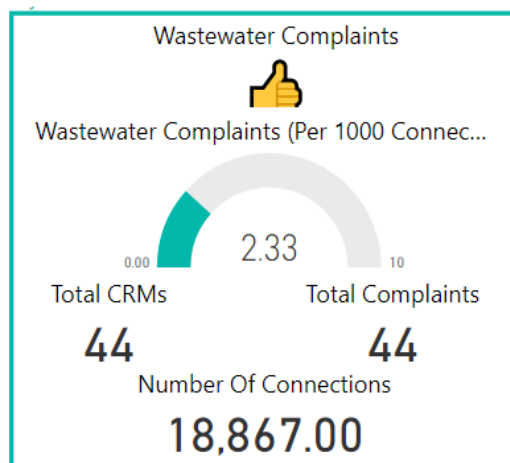 Wastewater Complaints
Wastewater Complaints (Per 1000 Connec...
2.33
0.00 10
Total CRMs Total Complaints
44 44
Number Of Connections
18,867.00